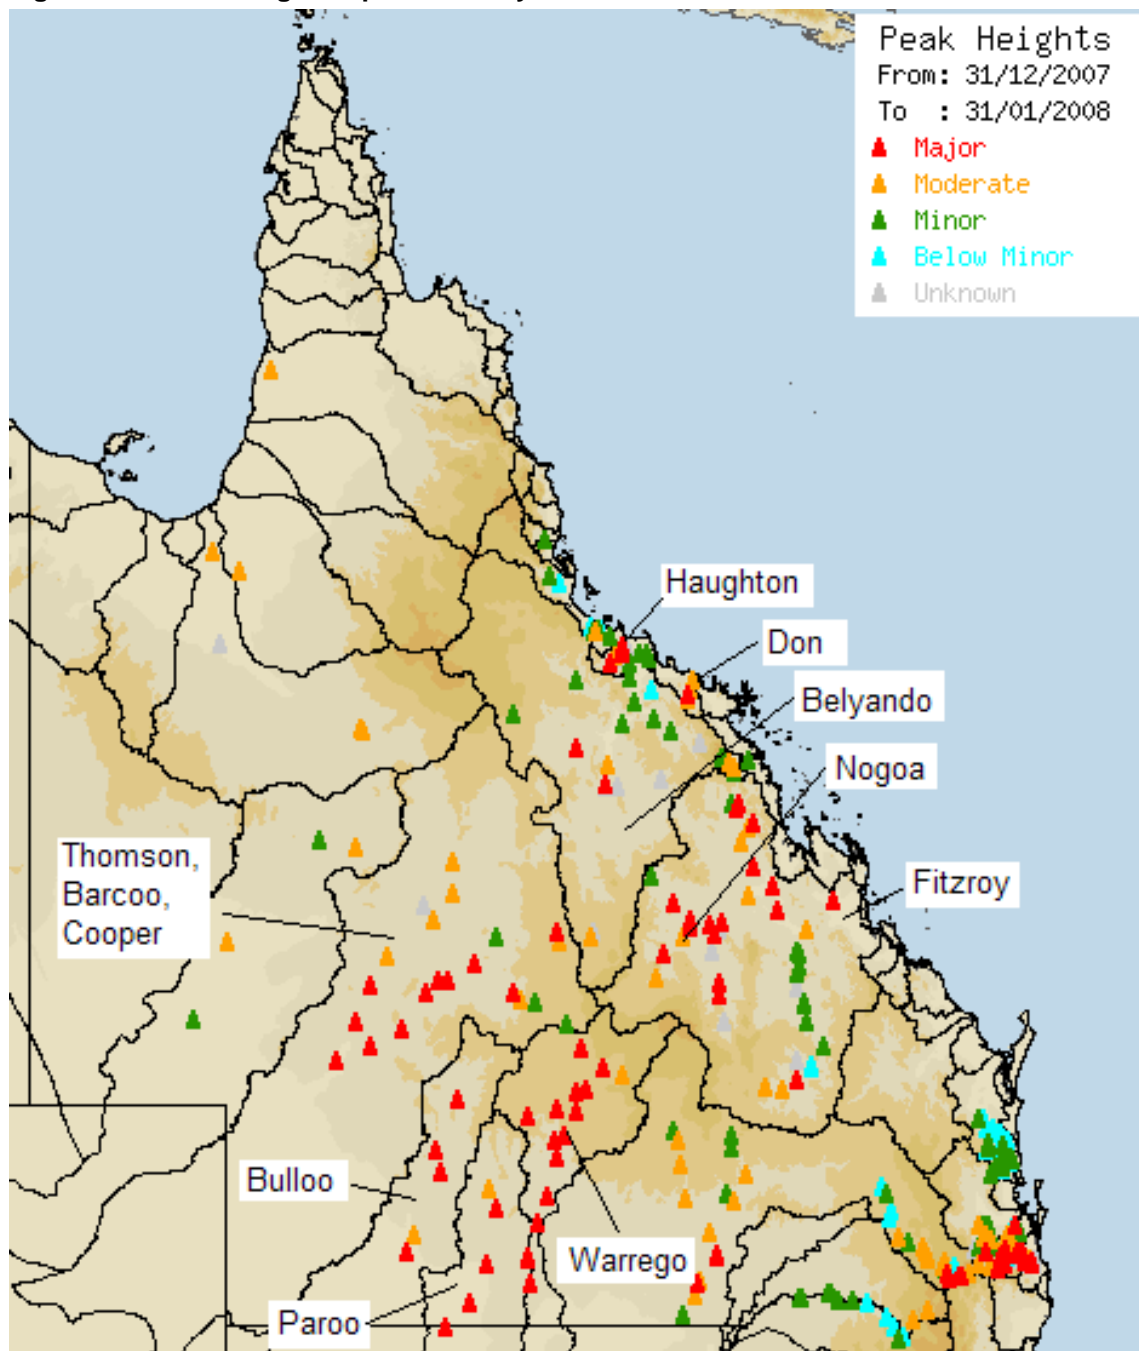 Peak Heights
From: 31/12/2007
To : 31/01/2008
Major
Moderate
Minor
Below Minor
Unknown
Haughton
Don
Belyando
Nogoa
Thomson,
Barcoo,
Cooper
Fitzroy
Bulloo
Warrego
Paroo